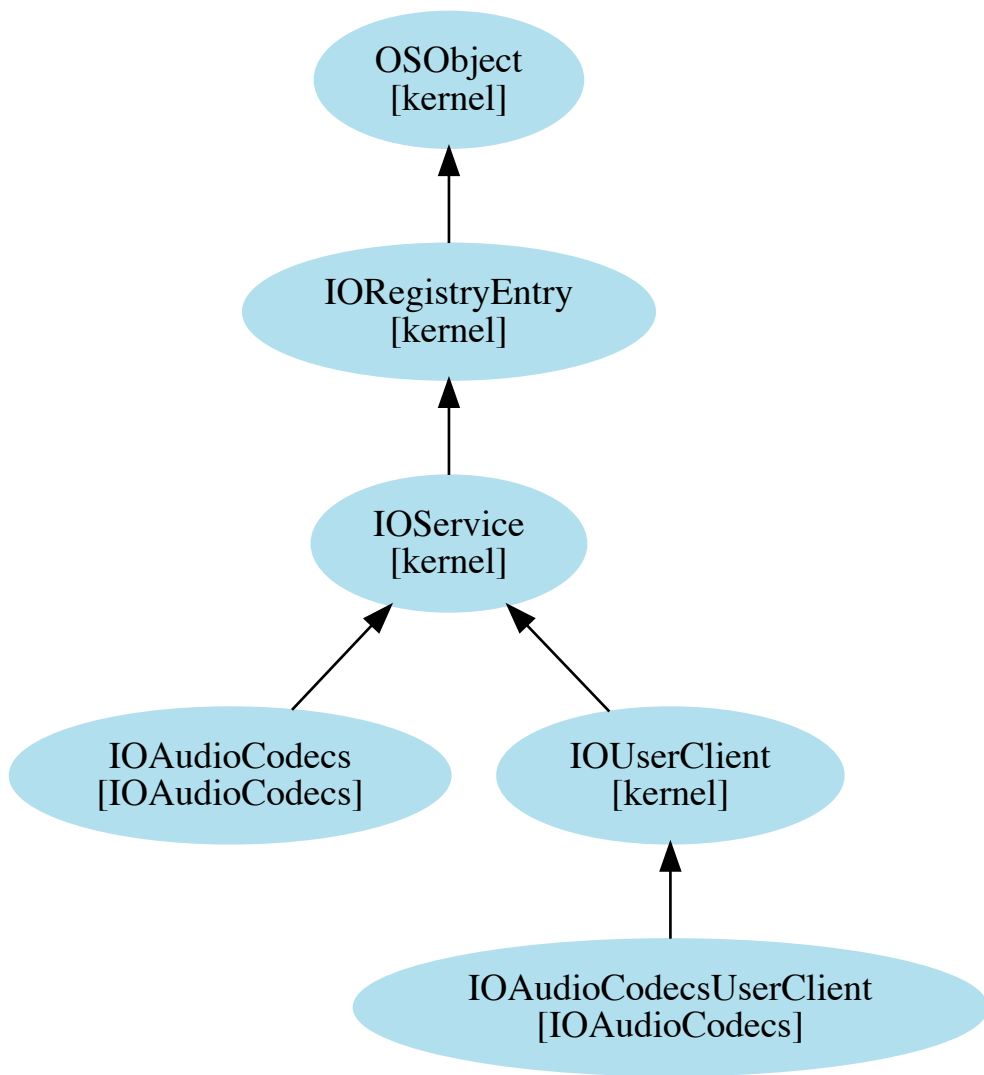 OSObject
[kernel]
IORegistryEntry
[kernel]
IOService
[kernel]
IOAudioCodecs
[IOAudioCodecs]
IOUserClient
[kernel]
IOAudioCodecsUserClient
[IOAudioCodecs]